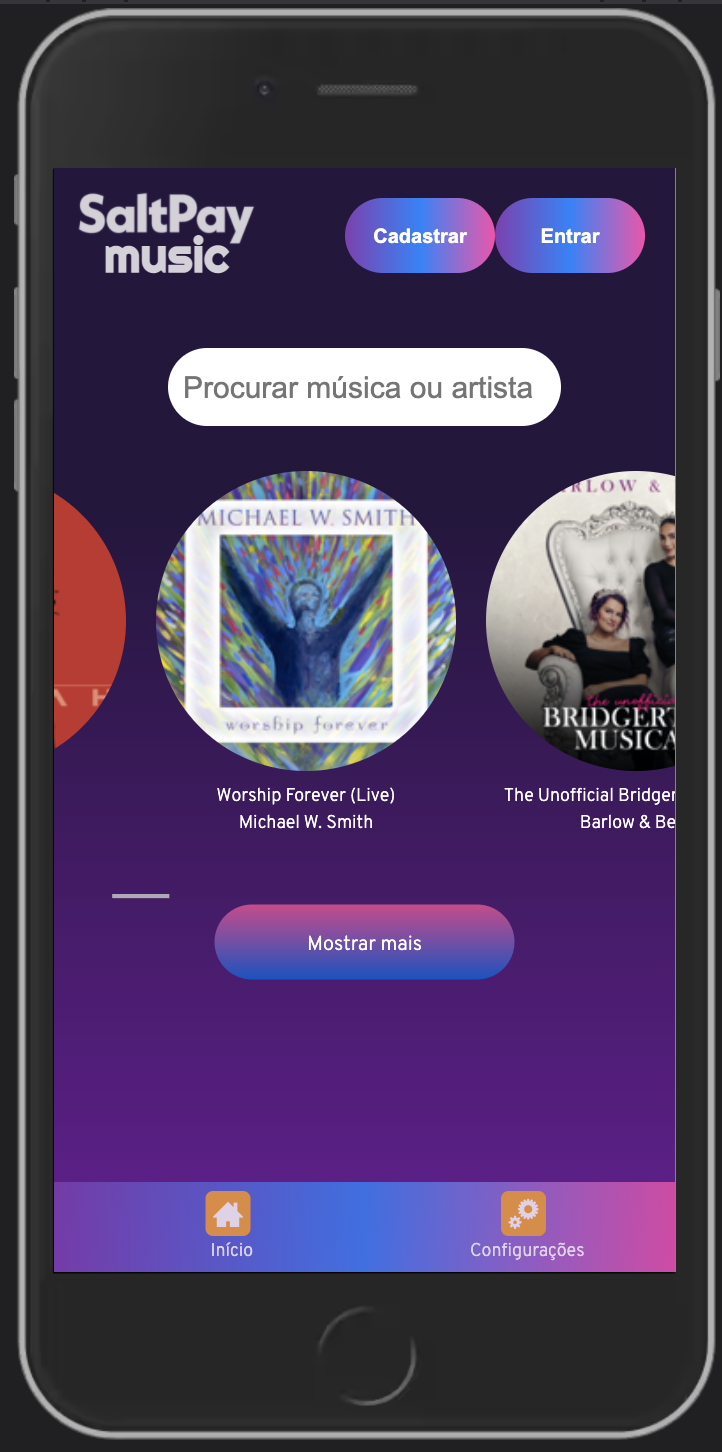 SaltPay
music
Cadastrar
Entrar
Procurar música ou artista
MICHAEL W. SMITH
worship forever
Worship Forever (Live)
Michael W. Smith
RLOW &
the unofficial
BRIDGERT
MUSICA
The Unofficial Bridger
Barlow & Be
Mostrar mais
Início
Configurações